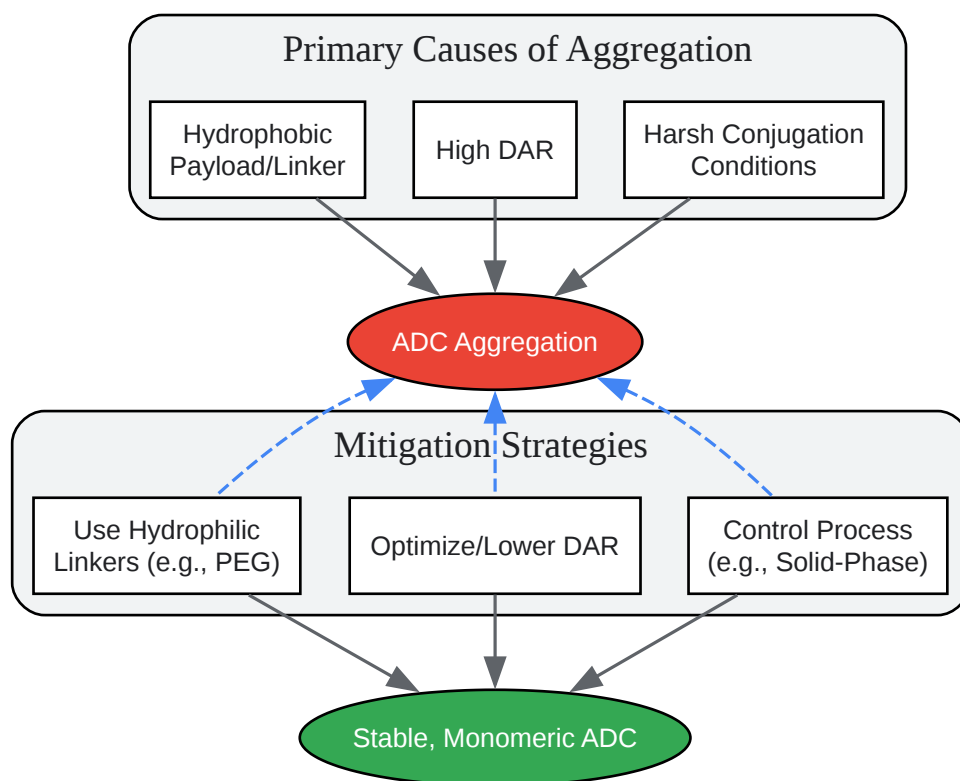 Primary Causes of Aggregation
Hydrophobic
Payload/Linker
High DAR
Harsh Conjugation
Conditions
ADC Aggregation
Mitigation Strategies
Use Hydrophilic
Linkers (e.g., PEG)
Optimize/Lower DAR
Control Process
(e.g., Solid-Phase)
Stable, Monomeric ADC